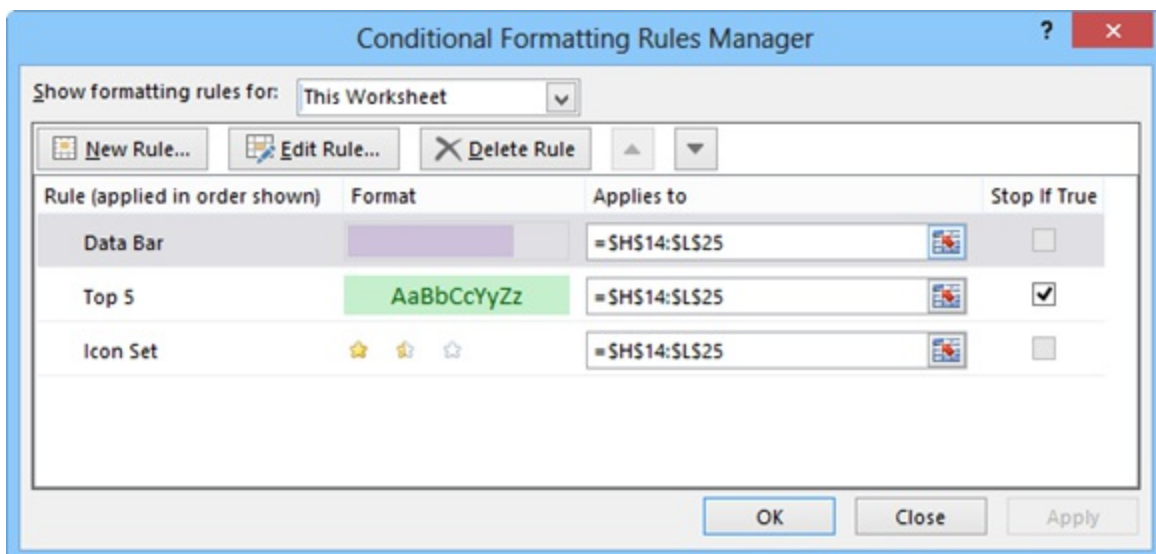 Conditional Formatting Rules Manager ? ×
Show formatting rules for: This Worksheet
New Rule... Edit Rule... Delete Rule
Rule (applied in order shown) Format Applies to Stop If True
Data Bar =$H$14:$L$25
Top 5 AaBbCcYyZz =$H$14:$L$25
Icon Set =$H$14:$L$25
OK Close Apply